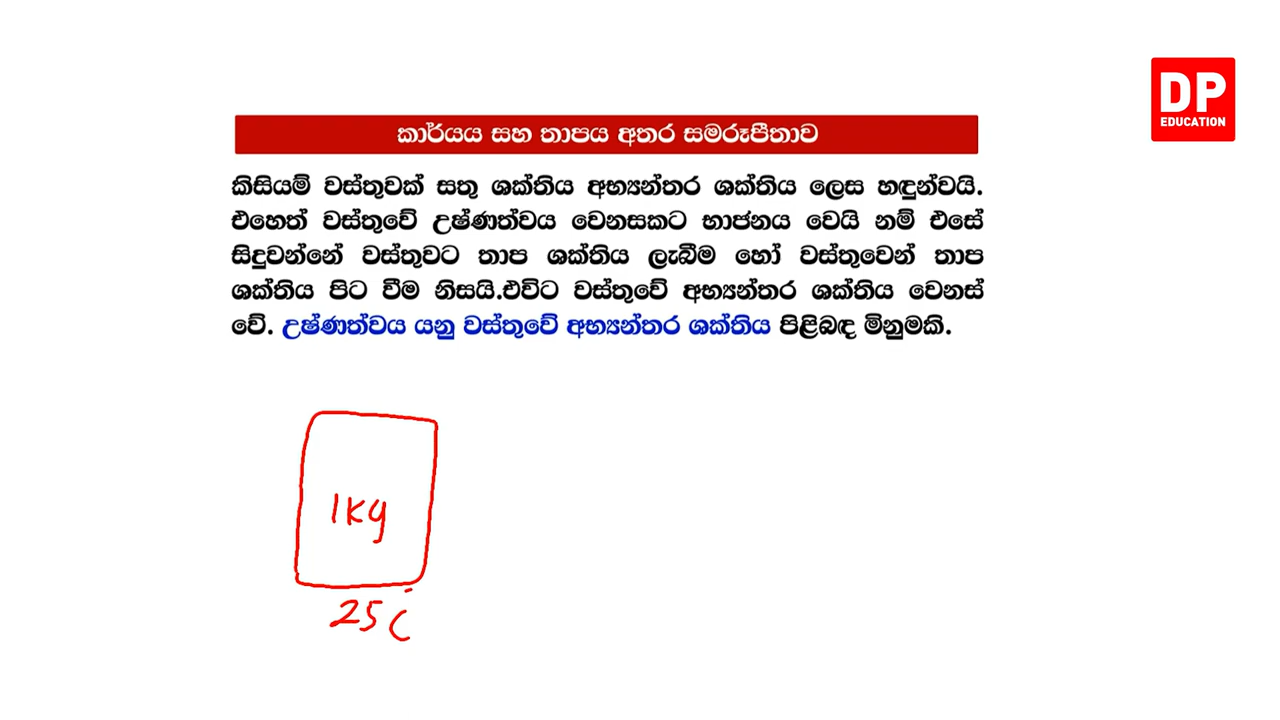 DP
EDUCATION
කාර්යය සහ තාපය අතර සමරූපීතාව
කිසියම් වස්තුවක් සතු ශක්තිය අභ්‍යන්තර ශක්තිය ලෙස හඳුන්වයි.
එහෙත් වස්තුවේ උෂ්ණත්වය වෙනසකට භාජනය වෙයි නම් එසේ
සිදුවන්නේ වස්තුවට තාප ශක්තිය ලැබීම හෝ වස්තුවෙන් තාප
ශක්තිය පිට වීම නිසයි.එවිට වස්තුවේ අභ්‍යන්තර ශක්තිය වෙනස්
වේ. උෂ්ණත්වය යනු වස්තුවේ අභ්‍යන්තර ශක්තිය පිළිබඳ මිනුමකි.
1Kg
25 C